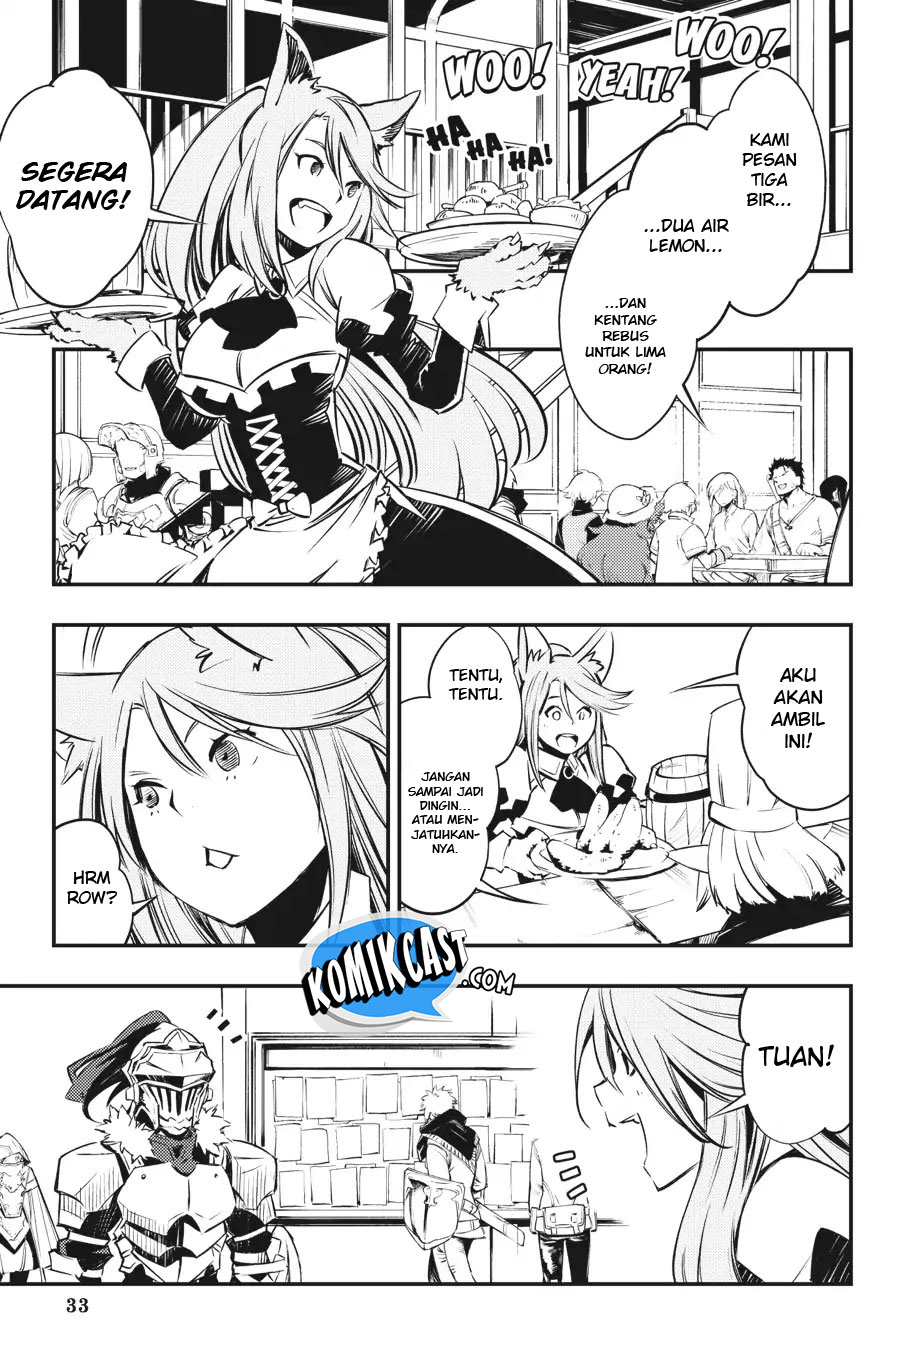 WOO!
YEAH!
WOO!
HA
HA
HA!
KAMI
PESAN
TIGA
BIR...
...DUA AIR
LEMON...
...DAN
KENTANG
REBUS
UNTUK LIMA
ORANG!
SEGERA
DATANG!
AKU
AKAN
AMBIL
INI!
TENTU,
TENTU.
JANGAN
SAMPAI JADI
DINGIN...
ATAU MEN-
JATUHKAN-
NYA.
HRM
ROW?
KOMIKCAST
.COM
TUAN!
33